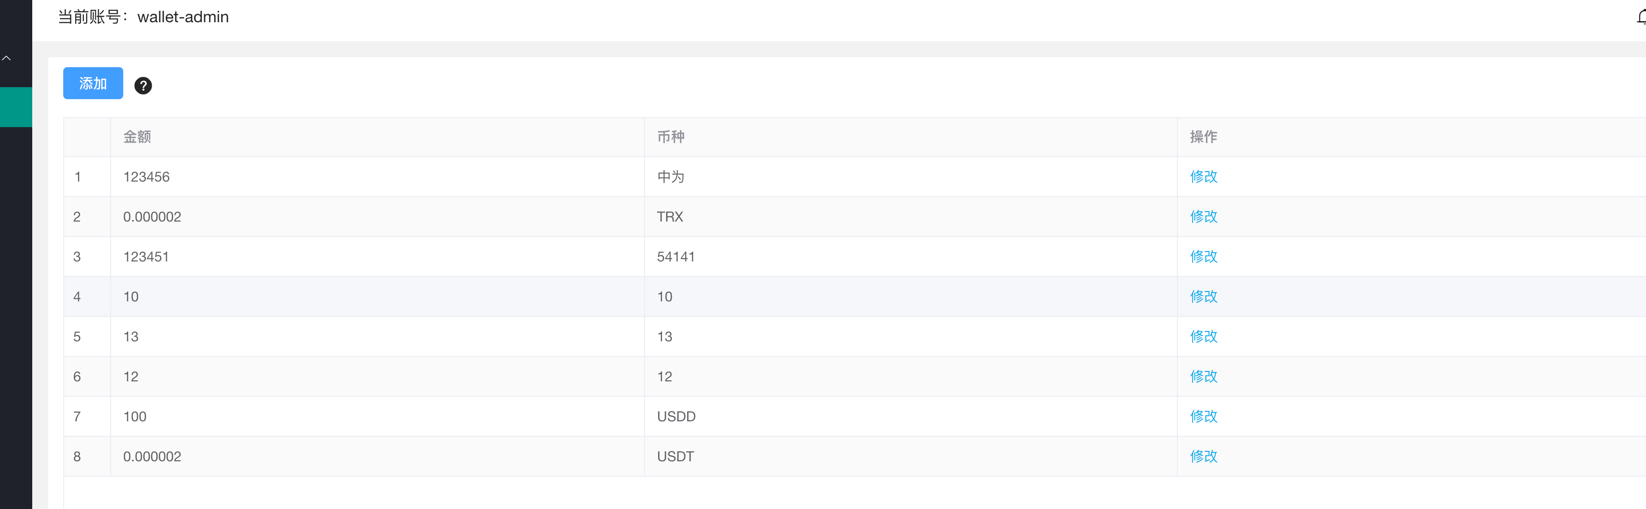 当前账号：wallet-admin
添加 ?
金额 币种 操作
1 123456 中为 修改
2 0.000002 TRX 修改
3 123451 54141 修改
4 10 10 修改
5 13 13 修改
6 12 12 修改
7 100 USDD 修改
8 0.000002 USDT 修改